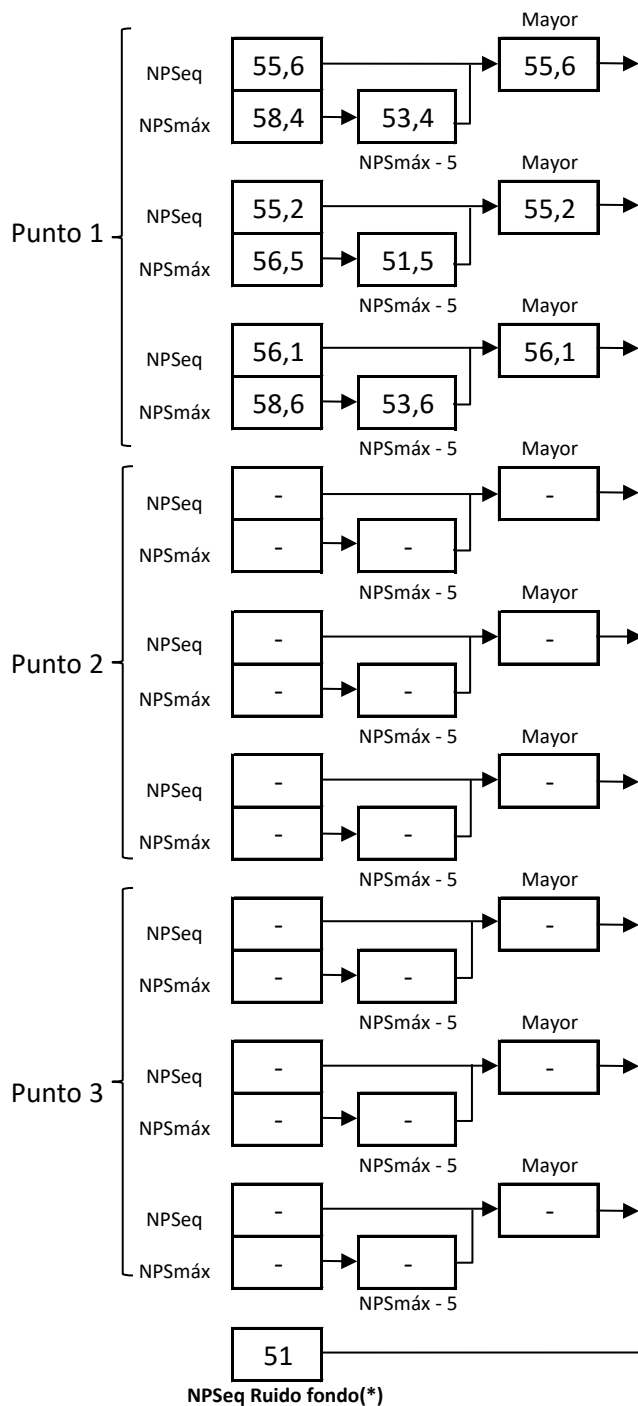 Mayor
NPSeq 55,6 55,6
NPSmáx 58,4 53,4
NPSmáx - 5
Mayor
Punto 1
NPSeq 55,2 55,2
NPSmáx 56,5 51,5
NPSmáx - 5
Mayor
NPSeq 56,1 56,1
NPSmáx 58,6 53,6
NPSmáx - 5
Mayor
NPSeq - -
NPSmáx - -
NPSmáx - 5
Mayor
Punto 2
NPSeq - -
NPSmáx - -
NPSmáx - 5
Mayor
NPSeq - -
NPSmáx - -
NPSmáx - 5
Mayor
NPSeq - -
NPSmáx - -
NPSmáx - 5
Mayor
Punto 3
NPSeq - -
NPSmáx - -
NPSmáx - 5
Mayor
NPSeq - -
NPSmáx - -
NPSmáx - 5
51
NPSeq Ruido fondo(*)